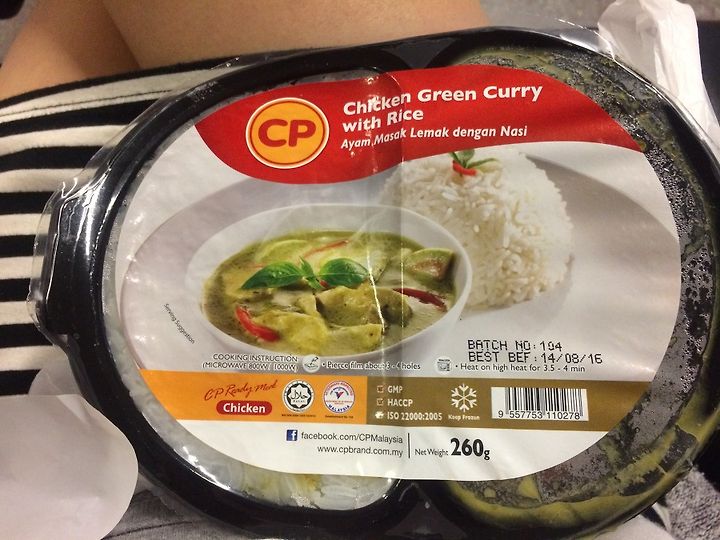 CP
Chicken Green Curry
with Rice
Ayam Masak Lemak dengan Nasi
Serving Suggestion
BATCH NO: 104
BEST BEF: 14/08/16
COOKING INSTRUCTION
(MICROWAVE 800W / 1000W)
• Pierce film about 3 - 4 holes
• Heat on high heat for 3.5 - 4 min
CP Ready Meal
Chicken
HALAL
MALAYSIA
GMP
HACCP
ISO 22000:2005
Keep Frozen
9 557753 110278
facebook.com/CPMalaysia
www.cpbrand.com.my
Net Weight 260g